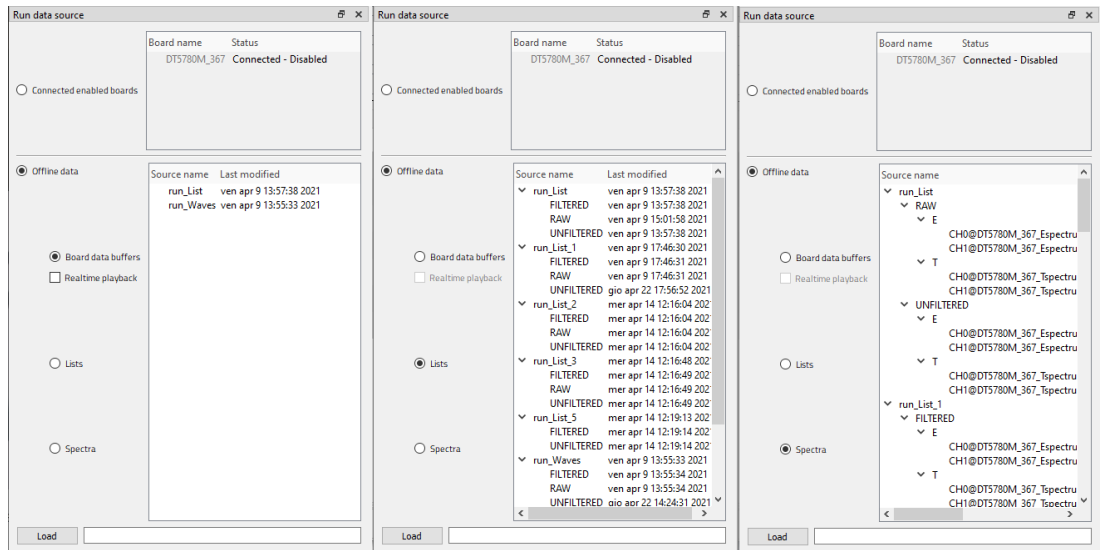 Run data source
Board name Status
DT5780M_367 Connected - Disabled
Connected enabled boards
Offline data
Source name Last modified
run_List ven apr 9 13:57:38 2021
run_Waves ven apr 9 13:55:33 2021
Board data buffers
Realtime playback
Lists
Spectra
Load
Run data source
Board name Status
DT5780M_367 Connected - Disabled
Connected enabled boards
Offline data
Source name Last modified
run_List ven apr 9 13:57:38 2021
FILTERED ven apr 9 13:57:38 2021
RAW ven apr 9 15:01:58 2021
UNFILTERED ven apr 9 13:57:38 2021
run_List_1 ven apr 9 17:46:30 2021
FILTERED ven apr 9 17:46:31 2021
RAW ven apr 9 17:46:31 2021
UNFILTERED gio apr 22 17:56:52 2021
run_List_2 mer apr 14 12:16:04 202
FILTERED mer apr 14 12:16:04 202
RAW mer apr 14 12:16:04 202
UNFILTERED mer apr 14 12:16:04 202
run_List_3 mer apr 14 12:16:48 202
FILTERED mer apr 14 12:16:49 202
RAW mer apr 14 12:16:49 202
UNFILTERED mer apr 14 12:16:49 202
run_List_5 mer apr 14 12:19:13 202
FILTERED mer apr 14 12:19:14 202
UNFILTERED mer apr 14 12:19:14 202
run_Waves ven apr 9 13:55:33 2021
FILTERED ven apr 9 13:55:34 2021
RAW ven apr 9 13:55:34 2021
UNFILTERED gio apr 22 14:24:31 2021
Board data buffers
Realtime playback
Lists
Spectra
Load
Run data source
Board name Status
DT5780M_367 Connected - Disabled
Connected enabled boards
Offline data
Source name
run_List
RAW
E
CH0@DT5780M_367_Espectru
CH1@DT5780M_367_Espectru
T
CH0@DT5780M_367_Tspectru
CH1@DT5780M_367_Tspectru
UNFILTERED
E
CH0@DT5780M_367_Espectru
CH1@DT5780M_367_Espectru
T
CH0@DT5780M_367_Tspectru
CH1@DT5780M_367_Tspectru
run_List_1
FILTERED
E
CH0@DT5780M_367_Espectru
CH1@DT5780M_367_Espectru
T
CH0@DT5780M_367_Tspectru
CH1@DT5780M_367_Tspectru
Board data buffers
Realtime playback
Lists
Spectra
Load